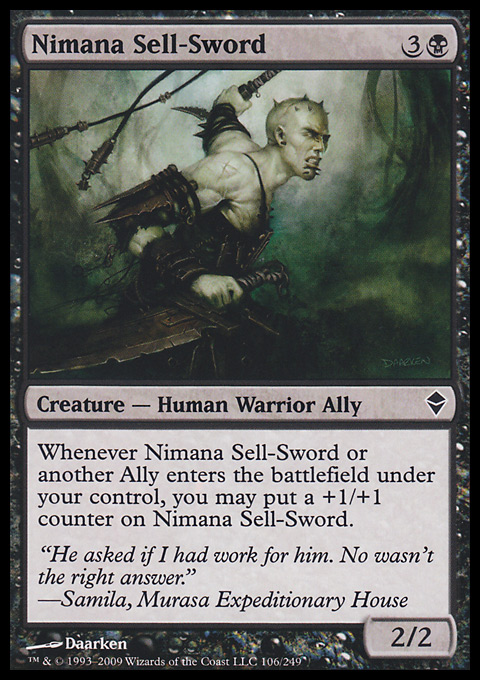 Nimana Sell-Sword 3
DAARKEN
Creature — Human Warrior Ally
Whenever Nimana Sell-Sword or
another Ally enters the battlefield under
your control, you may put a +1/+1
counter on Nimana Sell-Sword.
“He asked if I had work for him. No wasn’t
the right answer.”
—Samila, Murasa Expeditionary House
Daarken
2/2
™ & © 1993–2009 Wizards of the Coast LLC 106/249